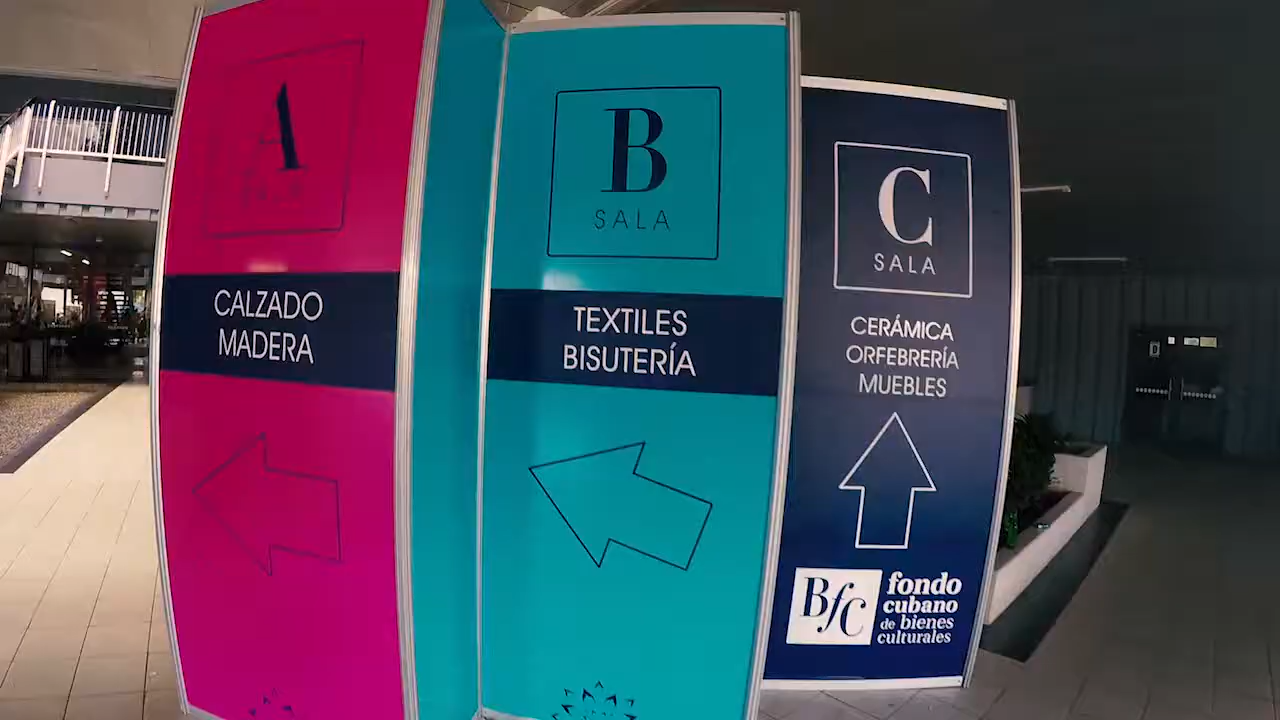 A
SALA
CALZADO
MADERA
B
SALA
TEXTILES
BISUTERÍA
C
SALA
CERÁMICA
ORFEBRERÍA
MUEBLES
BfC
fondo
cubano
de bienes
culturales
D